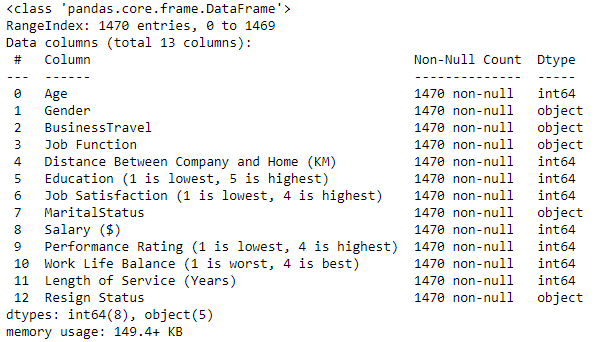 <class 'pandas.core.frame.DataFrame'>
RangeIndex: 1470 entries, 0 to 1469
Data columns (total 13 columns):
 #   Column                                        Non-Null Count  Dtype
---  ------                                        --------------  -----
 0   Age                                           1470 non-null   int64
 1   Gender                                        1470 non-null   object
 2   BusinessTravel                                1470 non-null   object
 3   Job Function                                  1470 non-null   object
 4   Distance Between Company and Home (KM)        1470 non-null   int64
 5   Education (1 is lowest, 5 is highest)         1470 non-null   int64
 6   Job Satisfaction (1 is lowest, 4 is highest)  1470 non-null   int64
 7   MaritalStatus                                 1470 non-null   object
 8   Salary ($)                                    1470 non-null   int64
 9   Performance Rating (1 is lowest, 4 is highest)  1470 non-null   int64
 10  Work Life Balance (1 is worst, 4 is best)     1470 non-null   int64
 11  Length of Service (Years)                     1470 non-null   int64
 12  Resign Status                                 1470 non-null   object
dtypes: int64(8), object(5)
memory usage: 149.4+ KB